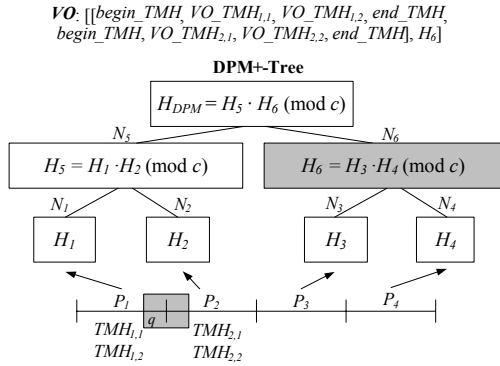 VO: [[begin_TMH, VO_TMH1,1, VO_TMH1,2, end_TMH,
begin_TMH, VO_TMH2,1, VO_TMH2,2, end_TMH], H6]
DPM+-Tree
HDPM = H5 · H6 (mod c)
N5 N6
H5 = H1 ·H2 (mod c) H6 = H3 ·H4 (mod c)
N1 N2 N3 N4
H1 H2 H3 H4
P1 P2 P3 P4
q
TMH1,1 TMH2,1
TMH1,2 TMH2,2